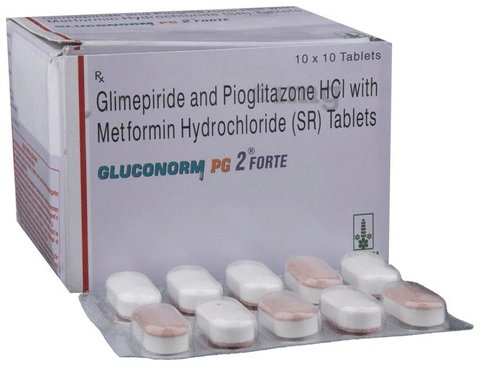 10 x 10 Tablets
Rx
Glimepiride and Pioglitazone HCl with
Metformin Hydrochloride (SR) Tablets
GLUCONORM PG 2® FORTE